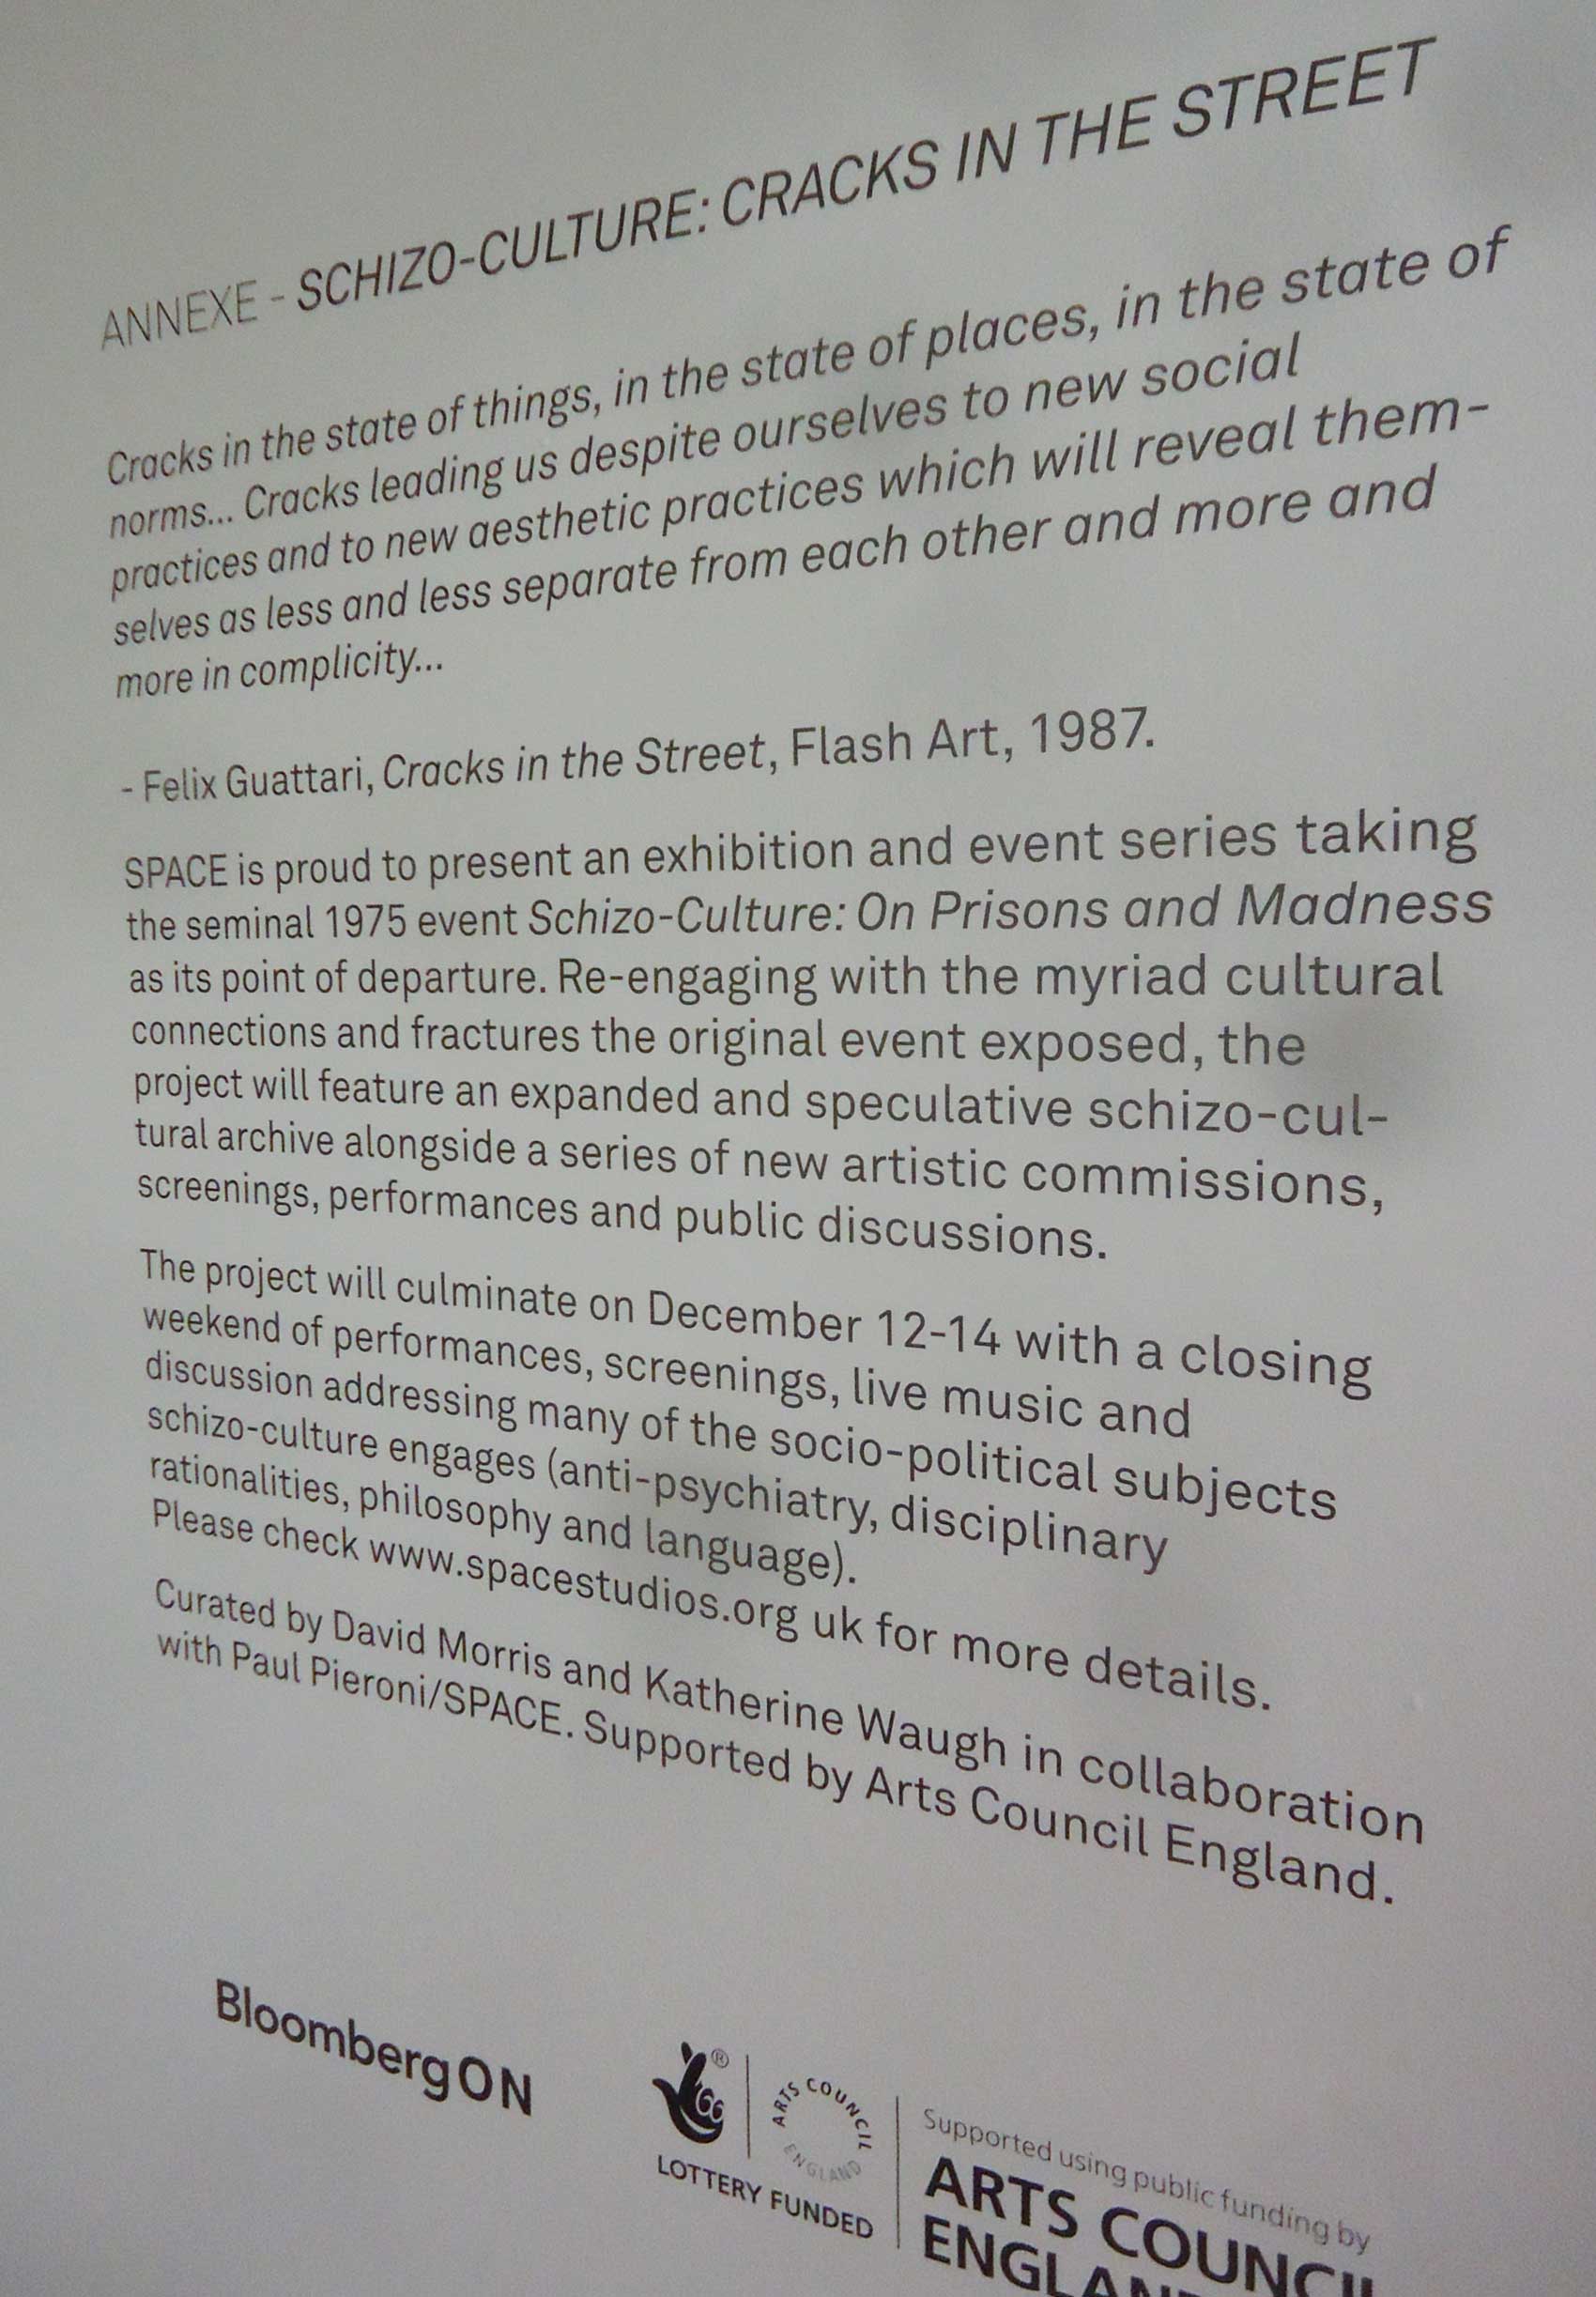 ANNEXE - SCHIZO-CULTURE: CRACKS IN THE STREET
Cracks in the state of things, in the state of places, in the state of
norms... Cracks leading us despite ourselves to new social
practices and to new aesthetic practices which will reveal them-
selves as less and less separate from each other and more and
more in complicity...
- Felix Guattari, Cracks in the Street, Flash Art, 1987.
SPACE is proud to present an exhibition and event series taking
the seminal 1975 event Schizo-Culture: On Prisons and Madness
as its point of departure. Re-engaging with the myriad cultural
connections and fractures the original event exposed, the
project will feature an expanded and speculative schizo-cul-
tural archive alongside a series of new artistic commissions,
screenings, performances and public discussions.
The project will culminate on December 12-14 with a closing
weekend of performances, screenings, live music and
discussion addressing many of the socio-political subjects
schizo-culture engages (anti-psychiatry, disciplinary
rationalities, philosophy and language).
Please check www.spacestudios.org uk for more details.
Curated by David Morris and Katherine Waugh in collaboration
with Paul Pieroni/SPACE. Supported by Arts Council England.
BloombergON
ARTS COUNCIL
ENGLAND
LOTTERY FUNDED
Supported using public funding by
ARTS COUNCIL
ENGLAND